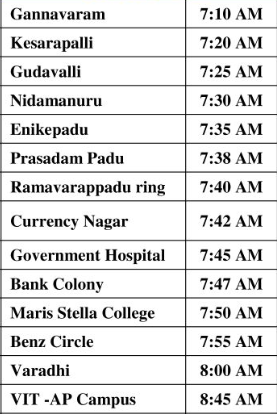 Gannavaram 7:10 AM
Kesarapalli 7:20 AM
Gudavalli 7:25 AM
Nidamanuru 7:30 AM
Enikepadu 7:35 AM
Prasadam Padu 7:38 AM
Ramavarappadu ring 7:40 AM
Currency Nagar 7:42 AM
Government Hospital 7:45 AM
Bank Colony 7:47 AM
Maris Stella College 7:50 AM
Benz Circle 7:55 AM
Varadhi 8:00 AM
VIT -AP Campus 8:45 AM